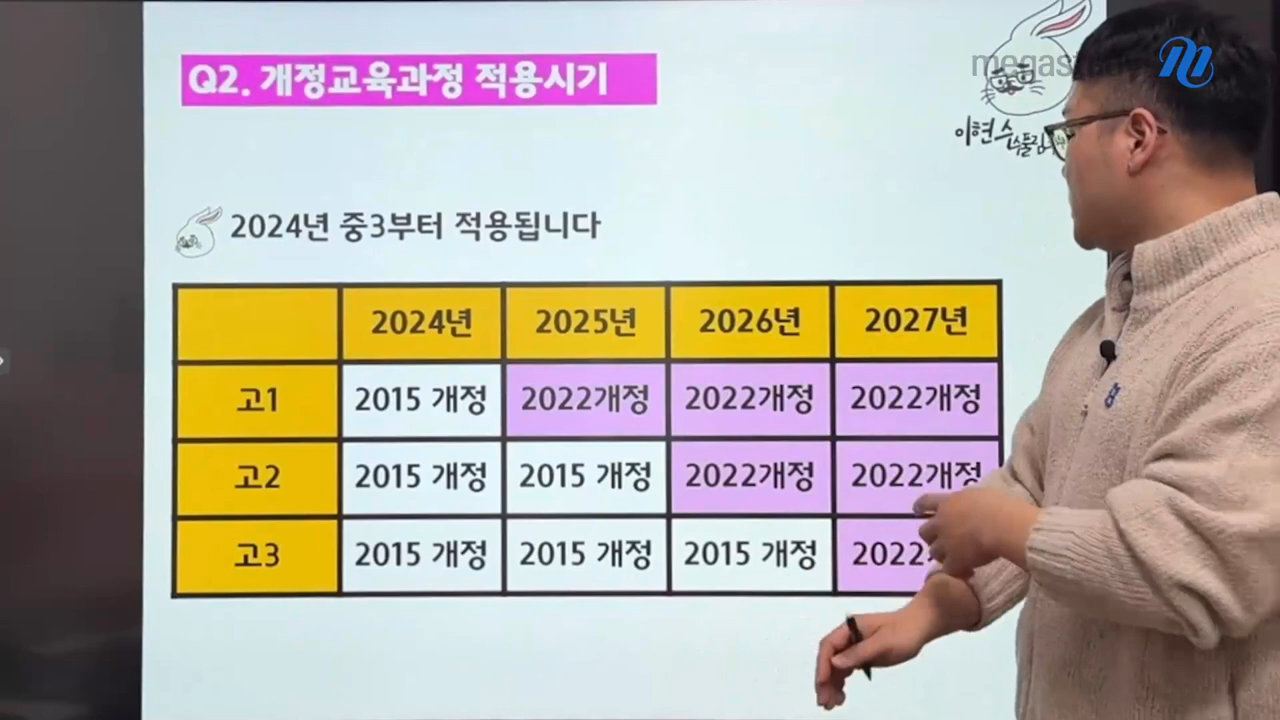 Q2. 개정교육과정 적용시기
megas
이현수
수툴림
2024년 중3부터 적용됩니다
2024년 2025년 2026년 2027년
고1 2015 개정 2022개정 2022개정 2022개정
고2 2015 개정 2015 개정 2022개정 2022개정
고3 2015 개정 2015 개정 2015 개정 2022